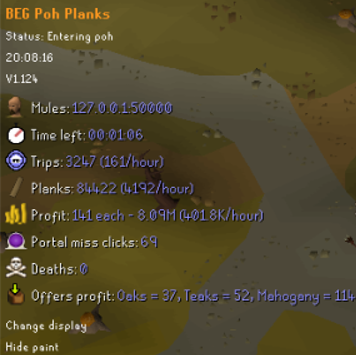 BEG Poh Planks
Status: Entering poh
20:08:16
V1.124
Mules: 127.0.0.1:50000
Time left: 00:01:06
Trips: 3247 (161/hour)
Planks: 84422 (4192/hour)
Profit: 141 each - 8.09M (401.8K/hour)
Portal miss clicks: 69
Deaths: 0
Offers profit: Oaks = 37, Teaks = 52, Mahogany = 114
Change display
Hide paint